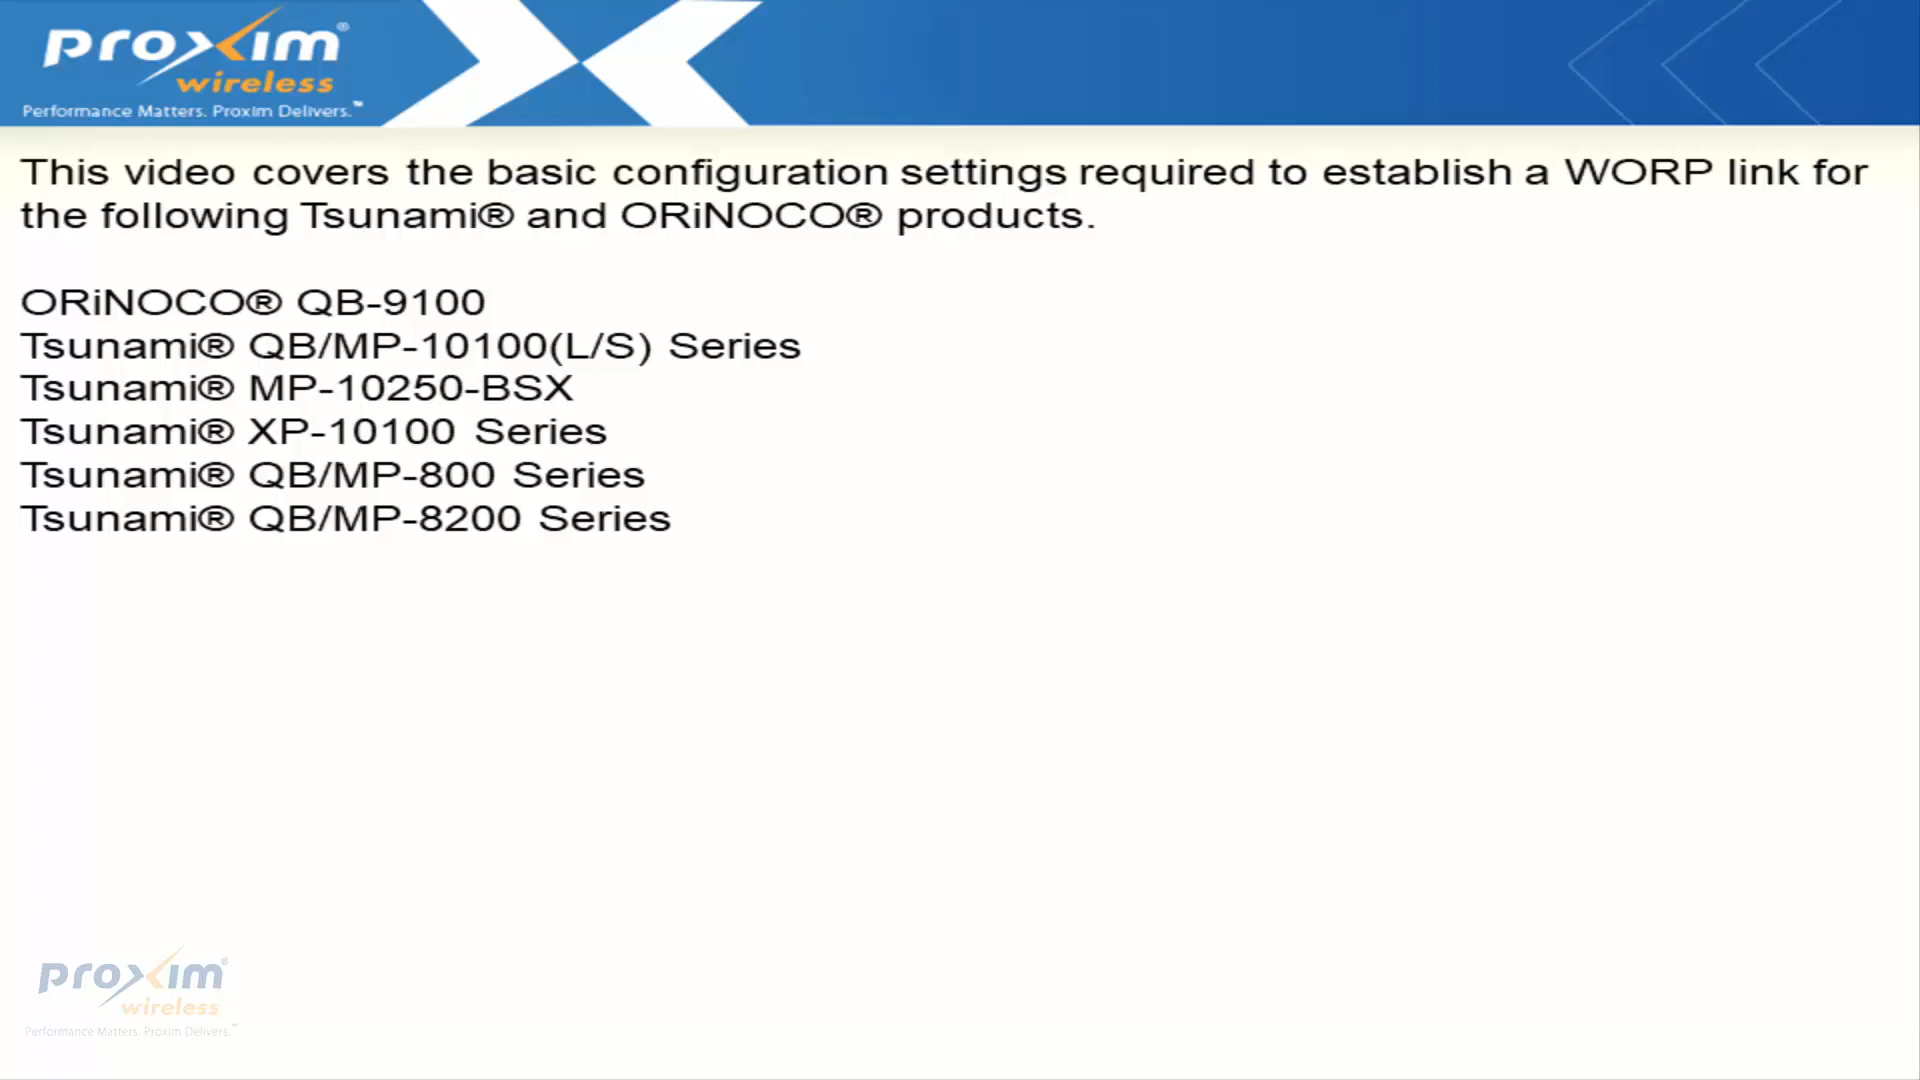 proxim®
wireless
Performance Matters. Proxim Delivers.™
This video covers the basic configuration settings required to establish a WORP link for
the following Tsunami® and ORiNOCO® products.
ORiNOCO® QB-9100
Tsunami® QB/MP-10100(L/S) Series
Tsunami® MP-10250-BSX
Tsunami® XP-10100 Series
Tsunami® QB/MP-800 Series
Tsunami® QB/MP-8200 Series
proxim®
wireless
Performance Matters. Proxim Delivers.™